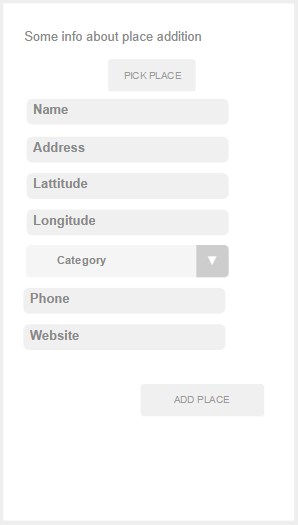 Some info about place addition
PICK PLACE
Name
Address
Lattitude
Longitude
Category
Phone
Website
ADD PLACE